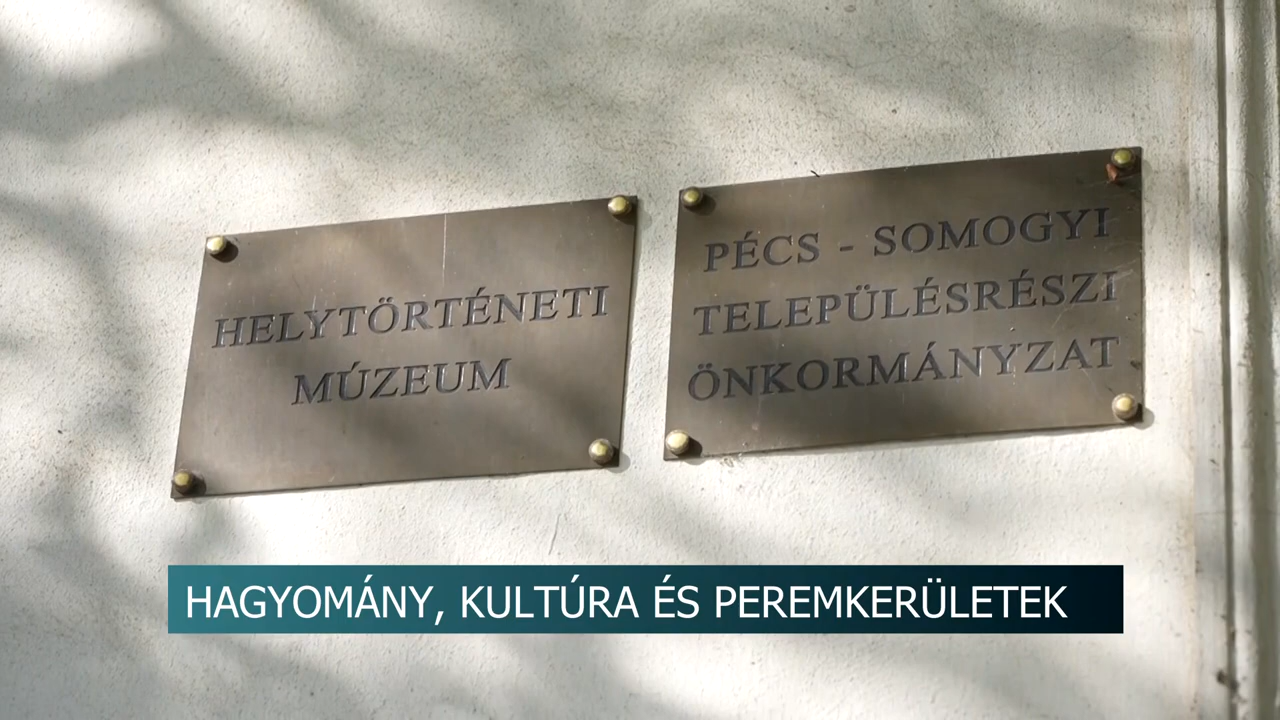 HELYTÖRTÉNETI
MÚZEUM
PÉCS - SOMOGYI
TELEPÜLÉSRÉSZI
ÖNKORMÁNYZAT
HAGYOMÁNY, KULTÚRA ÉS PEREMKERÜLETEK